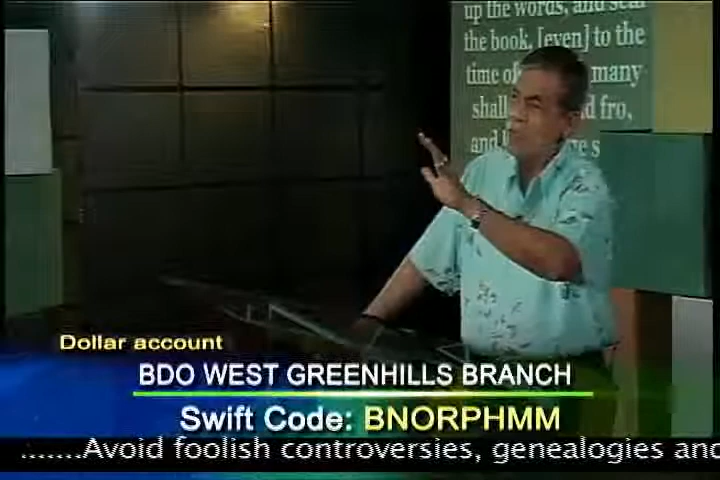 up the words, and seal
the book, [even] to the
time of many
shall d fro,
and
Dollar account
BDO WEST GREENHILLS BRANCH
Swift Code: BNORPHMM
.......Avoid foolish controversies, genealogies and